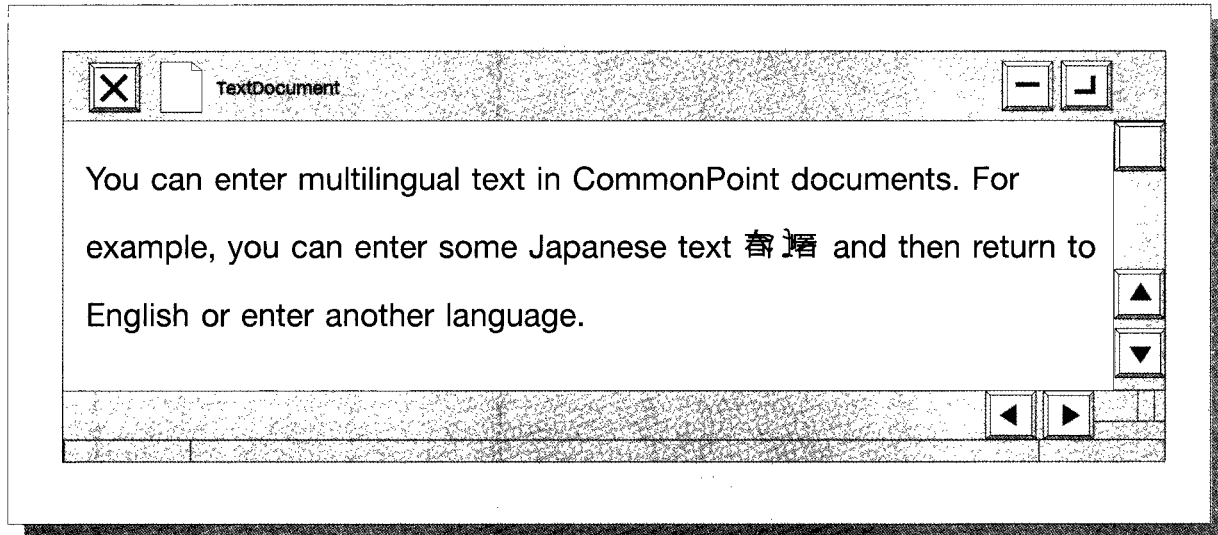 TextDocument
You can enter multilingual text in CommonPoint documents. For
example, you can enter some Japanese text and then return to
English or enter another language.